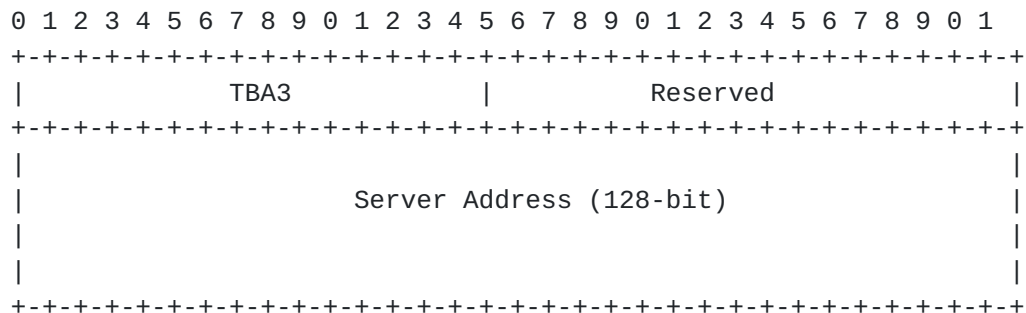 0 1 2 3 4 5 6 7 8 9 0 1 2 3 4 5 6 7 8 9 0 1 2 3 4 5 6 7 8 9 0 1
+-+-+-+-+-+-+-+-+-+-+-+-+-+-+-+-+-+-+-+-+-+-+-+-+-+-+-+-+-+-+-+-+
|             TBA3            |          Reserved               |
+-+-+-+-+-+-+-+-+-+-+-+-+-+-+-+-+-+-+-+-+-+-+-+-+-+-+-+-+-+-+-+-+
|                                                               |
|                     Server Address (128-bit)                  |
|                                                               |
|                                                               |
+-+-+-+-+-+-+-+-+-+-+-+-+-+-+-+-+-+-+-+-+-+-+-+-+-+-+-+-+-+-+-+-+